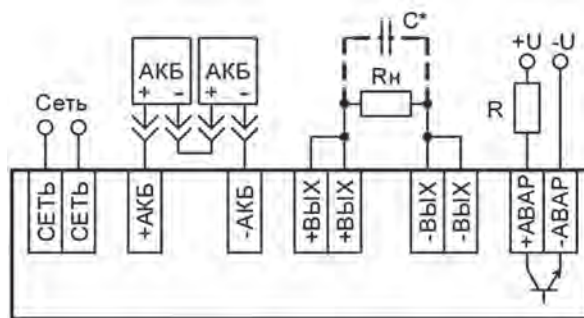 C*
+U -U
АКБ АКБ
+ - + -
Rн
Сеть
R
СЕТЬ
СЕТЬ
+АКБ
-АКБ
+ВЫХ
+ВЫХ
-ВЫХ
-ВЫХ
+АВАР
-АВАР